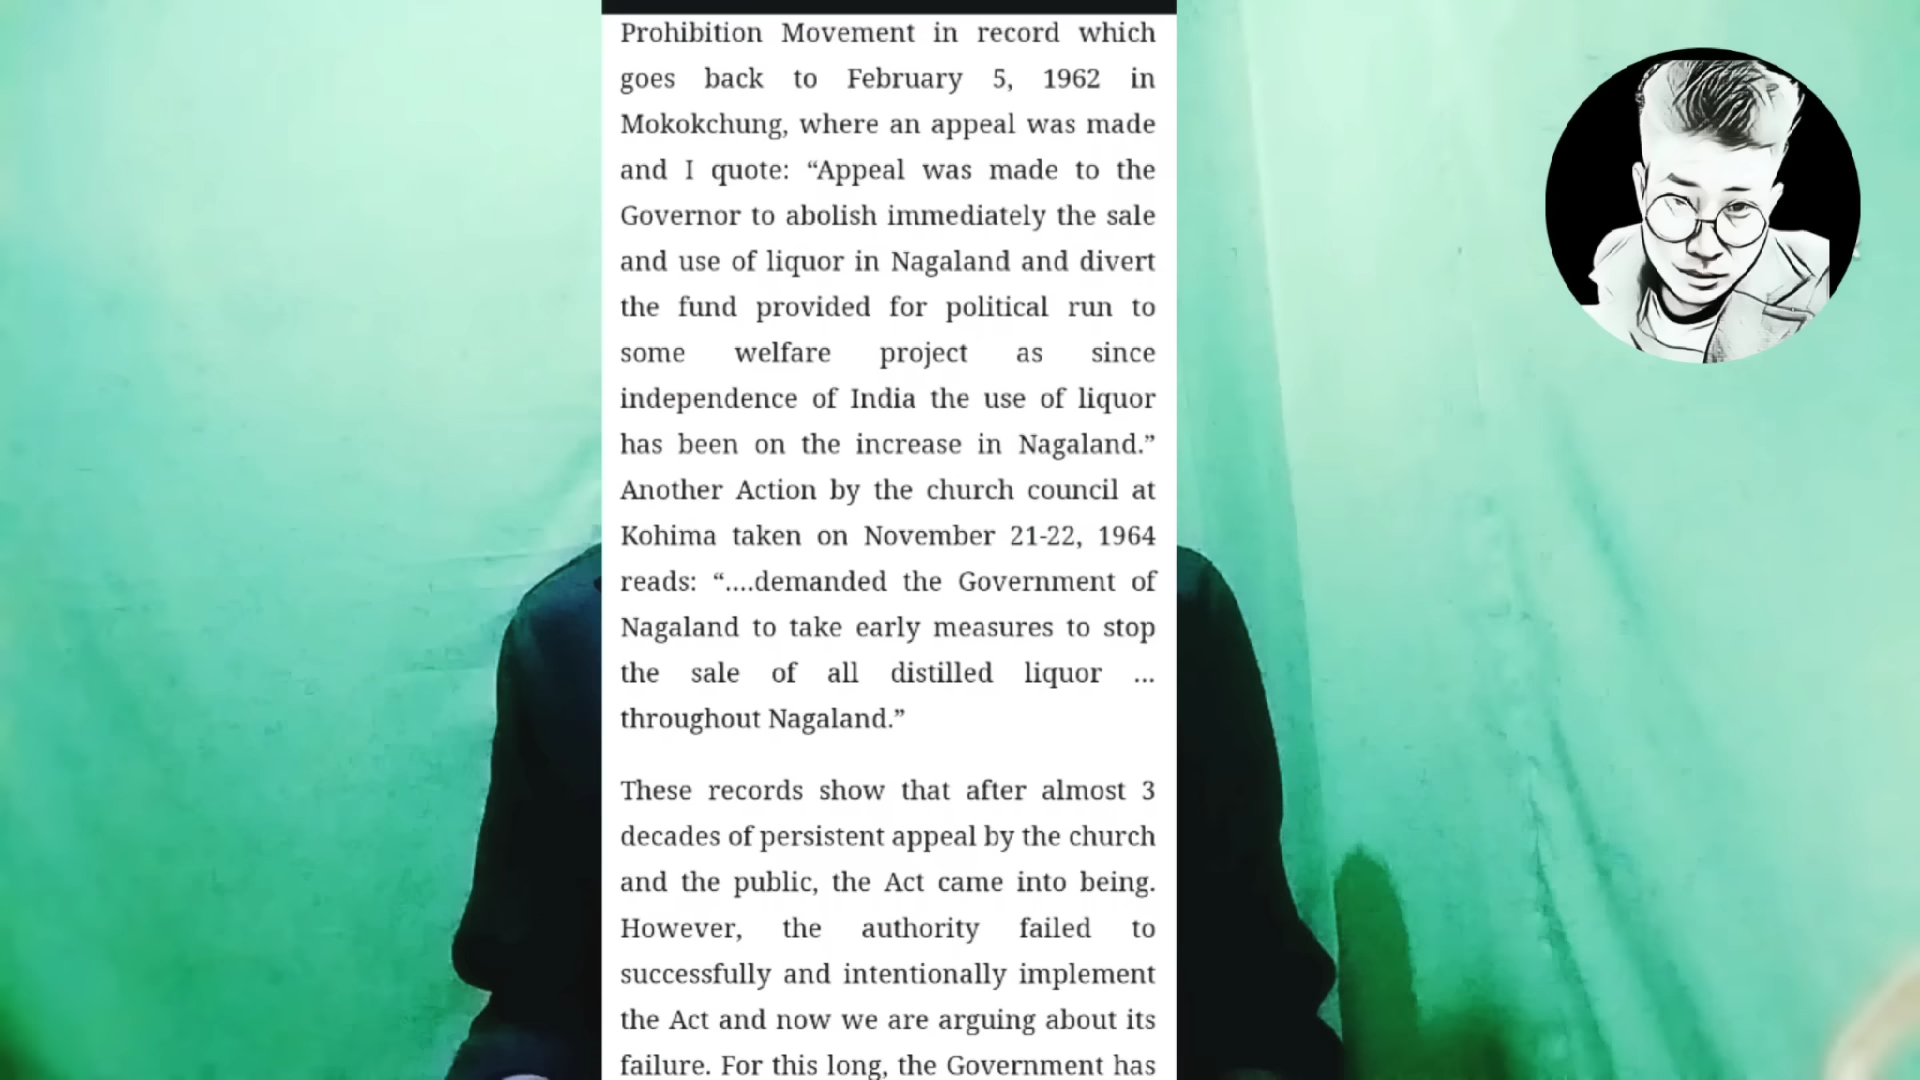 Prohibition Movement in record which
goes back to February 5, 1962 in
Mokokchung, where an appeal was made
and I quote: “Appeal was made to the
Governor to abolish immediately the sale
and use of liquor in Nagaland and divert
the fund provided for political run to
some welfare project as since
independence of India the use of liquor
has been on the increase in Nagaland.”
Another Action by the church council at
Kohima taken on November 21-22, 1964
reads: “....demanded the Government of
Nagaland to take early measures to stop
the sale of all distilled liquor ...
throughout Nagaland.”
These records show that after almost 3
decades of persistent appeal by the church
and the public, the Act came into being.
However, the authority failed to
successfully and intentionally implement
the Act and now we are arguing about its
failure. For this long, the Government has